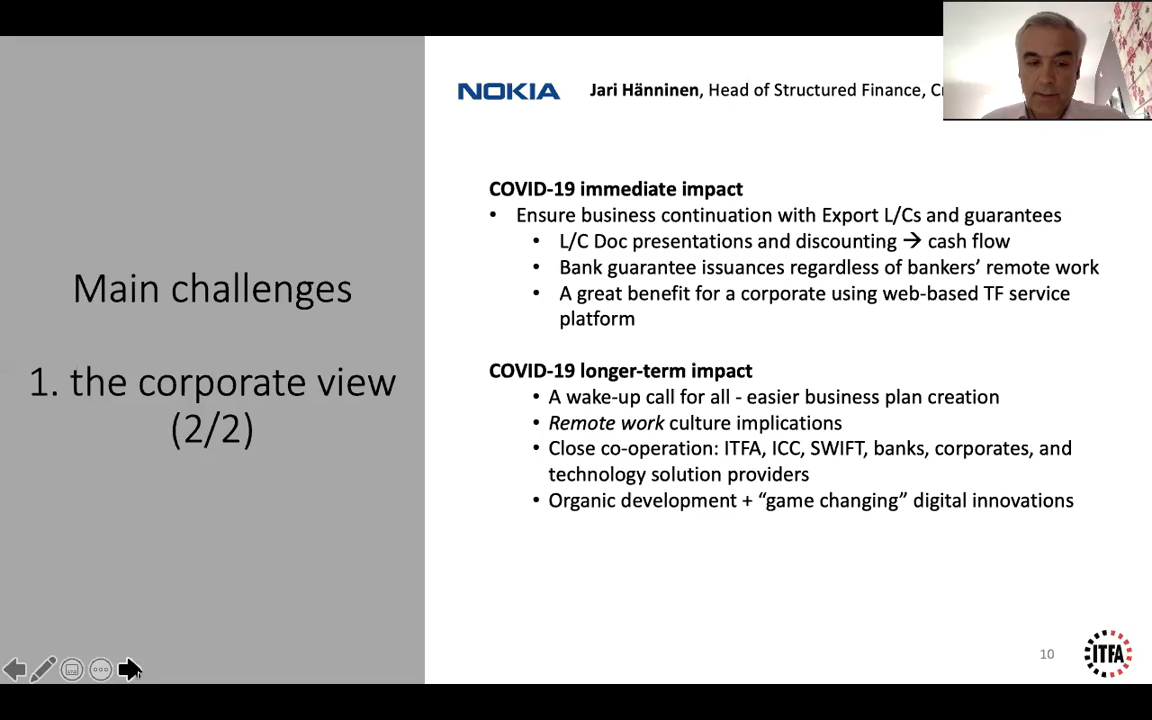 NOKIA Jari Hänninen, Head of Structured Finance,
COVID-19 immediate impact
• Ensure business continuation with Export L/Cs and guarantees
• L/C Doc presentations and discounting → cash flow
• Bank guarantee issuances regardless of bankers’ remote work
• A great benefit for a corporate using web-based TF service
platform
Main challenges
1. the corporate view
(2/2)
COVID-19 longer-term impact
• A wake-up call for all - easier business plan creation
• Remote work culture implications
• Close co-operation: ITFA, ICC, SWIFT, banks, corporates, and
technology solution providers
• Organic development + “game changing” digital innovations
10
ITFA